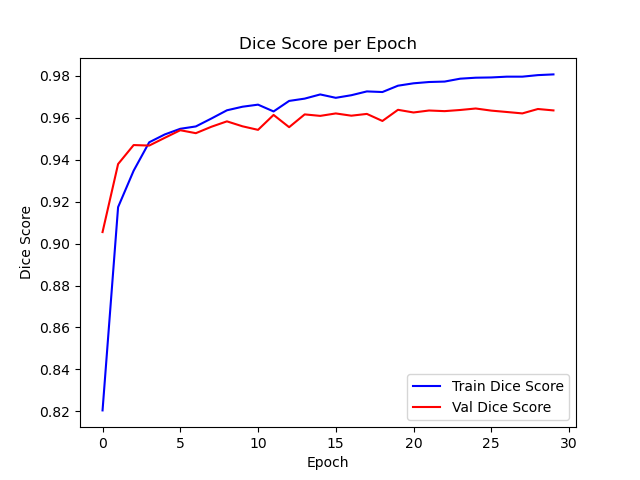 Dice Score per Epoch
0.98
0.96
0.94
0.92
0.90
0.88
0.86
0.84
0.82
Dice Score
0 5 10 15 20 25 30
Epoch
Train Dice Score
Val Dice Score